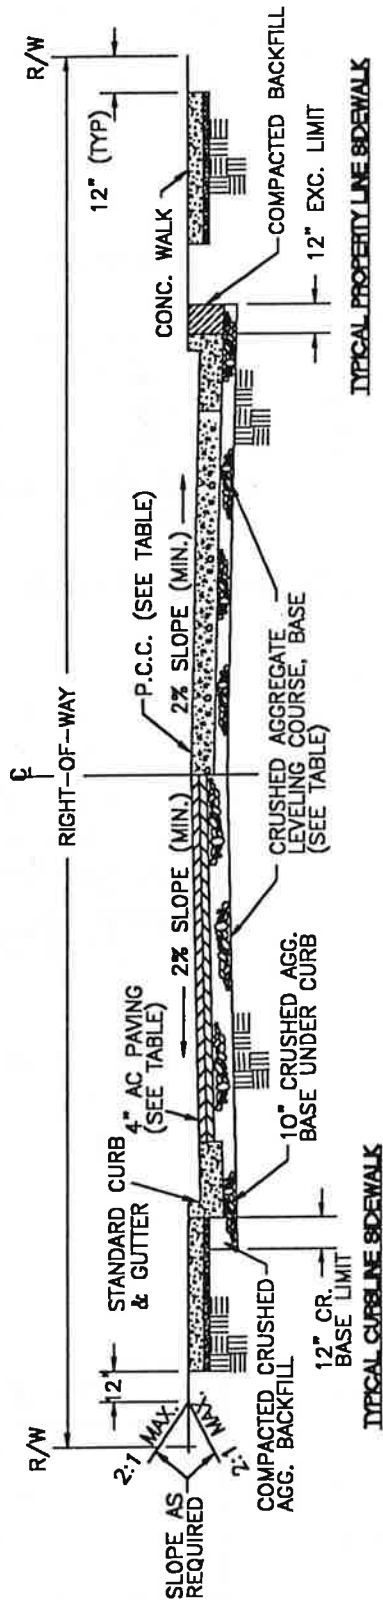 R/W
℄
RIGHT-OF-WAY
R/W
2:1 MAX.
2:1 MAX.
SLOPE AS
REQUIRED
12"
STANDARD CURB
& GUTTER
4" AC PAVING
(SEE TABLE)
2% SLOPE (MIN.)
P.C.C. (SEE TABLE)
2% SLOPE (MIN.)
CONC. WALK
12" (TYP)
COMPACTED CRUSHED
AGG. BACKFILL
12" CR.
BASE LIMIT
10" CRUSHED AGG.
BASE UNDER CURB
CRUSHED AGGREGATE
LEVELING COURSE, BASE
(SEE TABLE)
COMPACTED BACKFILL
12" EXC. LIMIT
TYPICAL CURBLINE SIDEWALK
TYPICAL PROPERTY LINE SIDEWALK